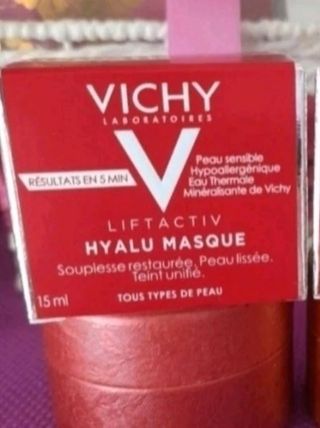 VICHY
LABORATOIRES
RÉSULTATS EN 5 MIN
V
Peau sensible
Hypoallergénique
Eau Thermale
Minéralisante de Vichy
LIFTACTIV
HYALU MASQUE
Souplesse restaurée. Peau lissée.
Teint unifié.
15 ml
TOUS TYPES DE PEAU